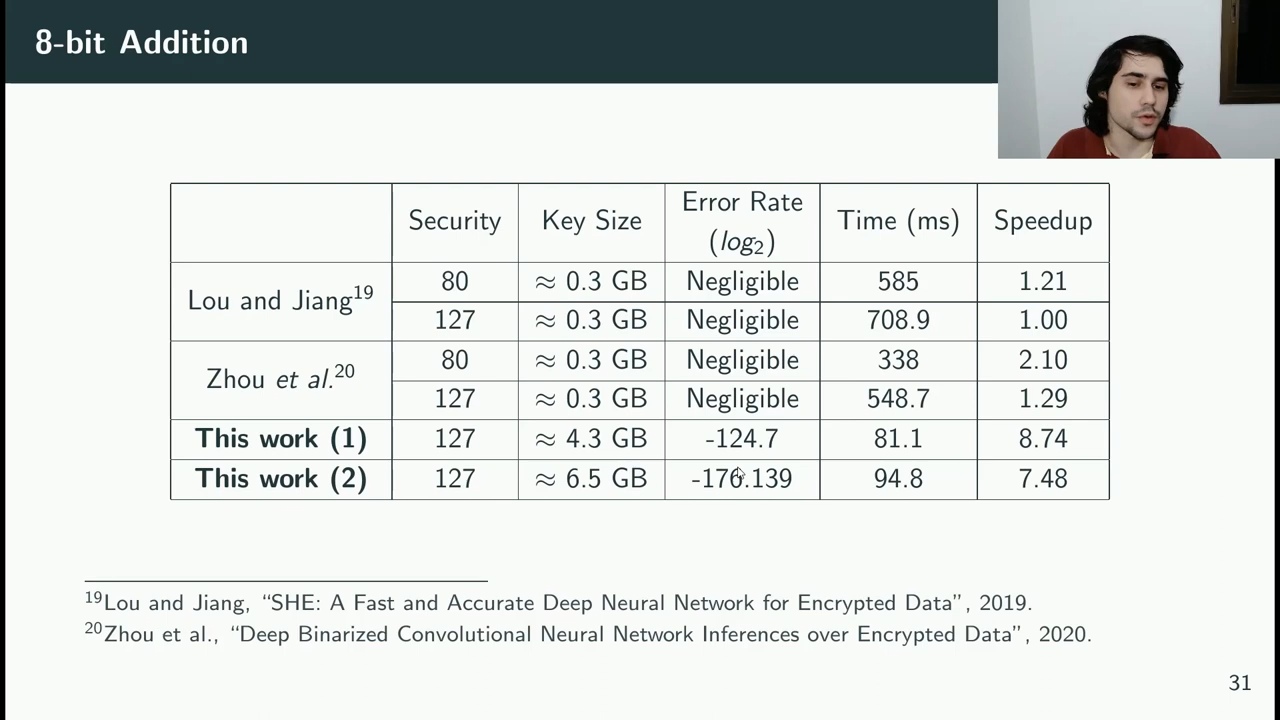 8-bit Addition
Security Key Size Error Rate (log₂) Time (ms) Speedup
Lou and Jiang¹⁹ 80 ≈ 0.3 GB Negligible 585 1.21
127 ≈ 0.3 GB Negligible 708.9 1.00
Zhou et al.²⁰ 80 ≈ 0.3 GB Negligible 338 2.10
127 ≈ 0.3 GB Negligible 548.7 1.29
This work (1) 127 ≈ 4.3 GB -124.7 81.1 8.74
This work (2) 127 ≈ 6.5 GB -176.139 94.8 7.48
¹⁹Lou and Jiang, “SHE: A Fast and Accurate Deep Neural Network for Encrypted Data”, 2019.
²⁰Zhou et al., “Deep Binarized Convolutional Neural Network Inferences over Encrypted Data”, 2020.
31